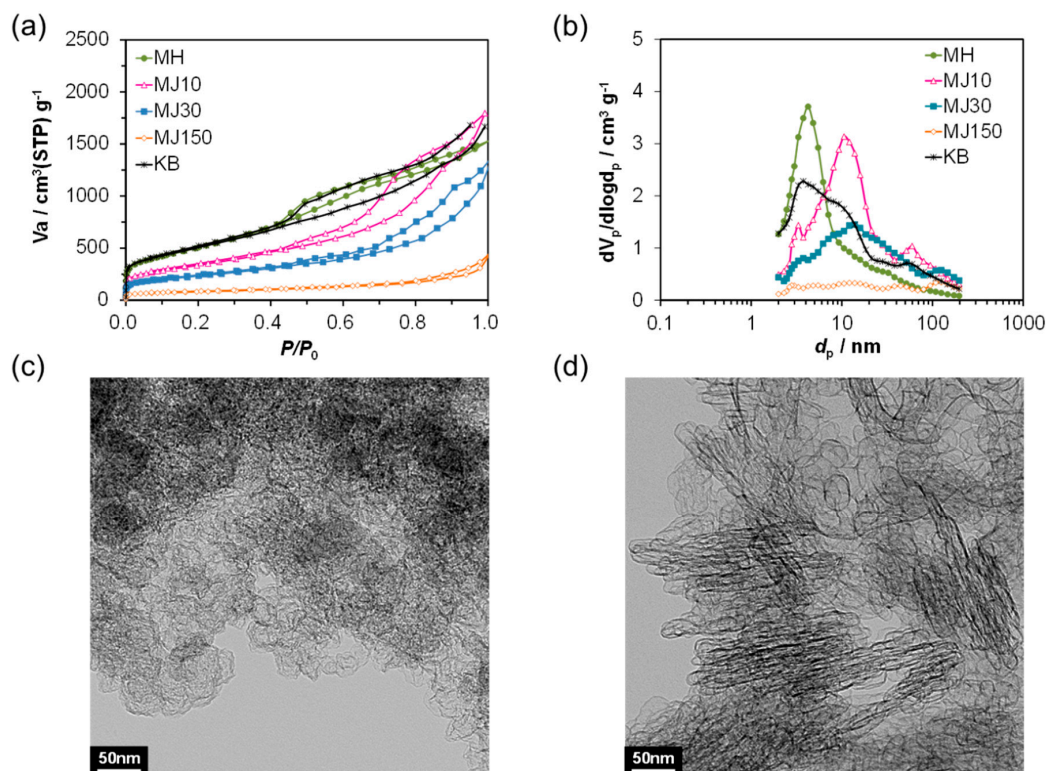 (a)
2500
2000
1500
1000
500
0
Va / cm³(STP) g⁻¹
MH
MJ10
MJ30
MJ150
KB
0.0 0.2 0.4 0.6 0.8 1.0
P/P₀
(b)
5
4
3
2
1
0
dVₚ/dlogdₚ / cm³ g⁻¹
MH
MJ10
MJ30
MJ150
KB
0.1 1 10 100 1000
dₚ / nm
(c)
50nm
(d)
50nm